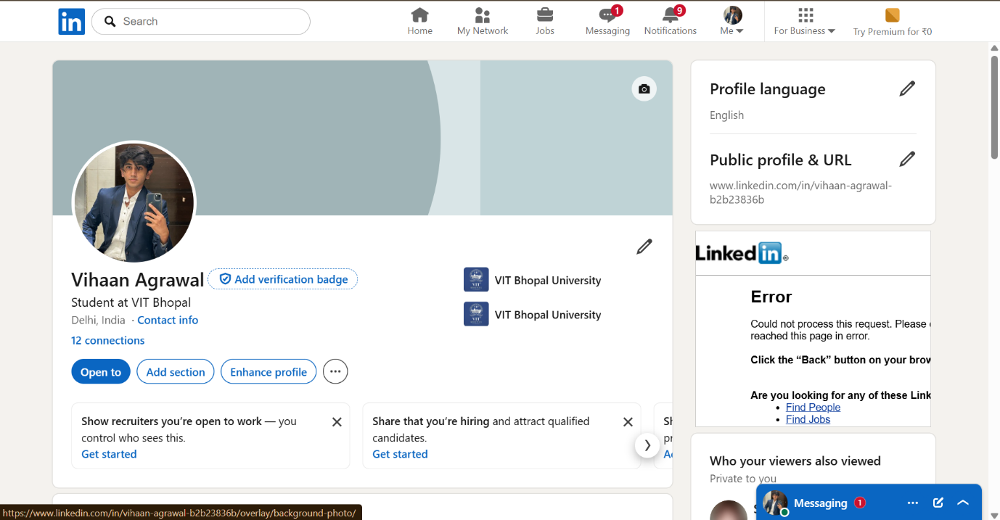 in
Search
Home
My Network
Jobs
1
Messaging
9
Notifications
Me
For Business
Try Premium for ₹0
Vihaan Agrawal
Add verification badge
Student at VIT Bhopal
Delhi, India · Contact info
12 connections
VIT Bhopal University
VIT Bhopal University
Open to
Add section
Enhance profile
Show recruiters you're open to work — you
control who sees this.
Get started
Share that you're hiring and attract qualified
candidates.
Get started
Profile language
English
Public profile & URL
www.linkedin.com/in/vihaan-agrawal-
b2b23836b
Linked in
Error
Could not process this request. Please
reached this page in error.
Click the “Back” button on your brow
Are you looking for any of these Link
• Find People
• Find Jobs
Who your viewers also viewed
Private to you
Messaging 1
https://www.linkedin.com/in/vihaan-agrawal-b2b23836b/overlay/background-photo/